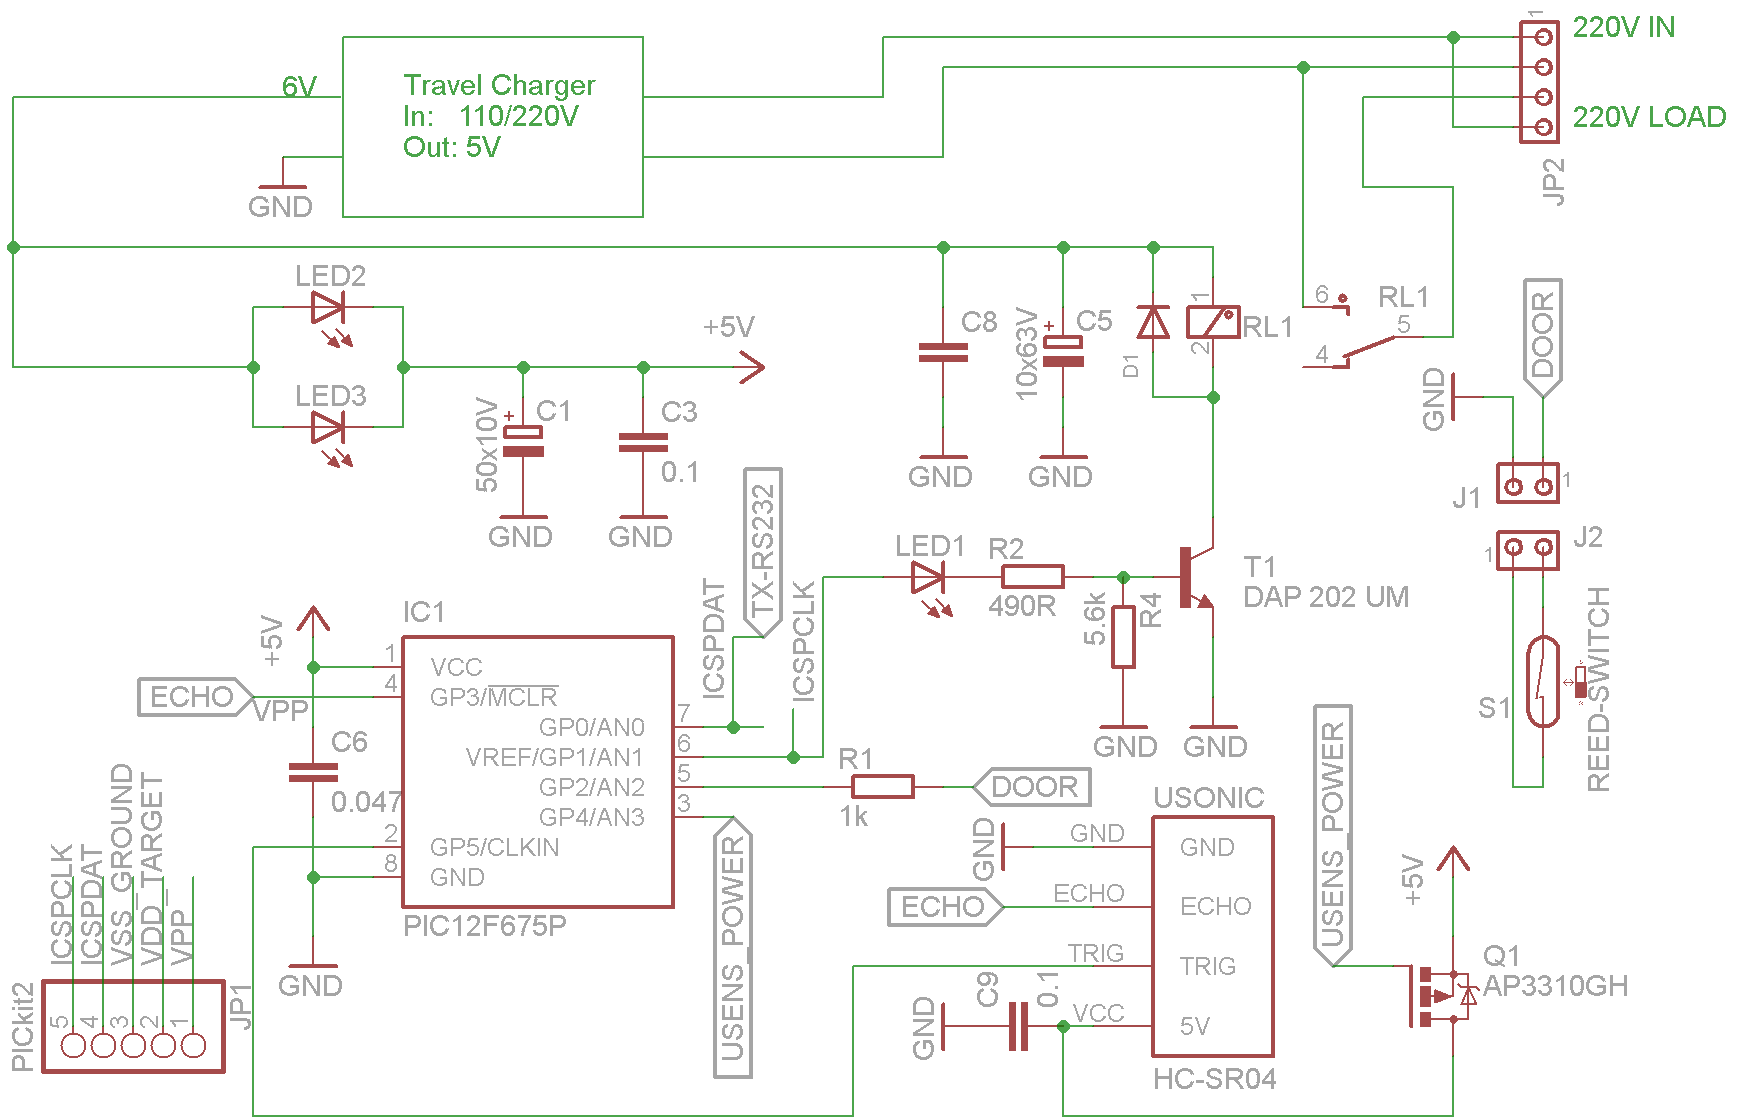 1
220V IN
6V
Travel Charger
In: 110/220V
Out: 5V
220V LOAD
JP2
GND
LED2
+5V
LED3
50x10V
+
C1
C3
0.1
GND
GND
C8
10x63V
+
C5
D1
1
2
RL1
GND
GND
6
4
5
RL1
DOOR
GND
J1
1
J2
1
S1
REED-SWITCH
TX-RS232
ICSPDAT
ICSPCLK
LED1
R2
490R
5.6k
R4
T1
DAP 202 UM
GND
GND
+5V
IC1
ECHO
VPP
1
4
2
8
VCC
GP3/MCLR
GP0/AN0
VREF/GP1/AN1
GP2/AN2
GP4/AN3
GP5/CLKIN
GND
7
6
5
3
PIC12F675P
C6
0.047
GND
R1
1k
DOOR
USENS_POWER
ICSPCLK
ICSPDAT
VSS_GROUND
VDD_TARGET
VPP
PICkit2
5
4
3
2
1
JP1
USONIC
GND
GND
GND
ECHO
ECHO
ECHO
TRIG
TRIG
VCC
5V
HC-SR04
GND
C9
0.1
USENS_POWER
+5V
Q1
AP3310GH